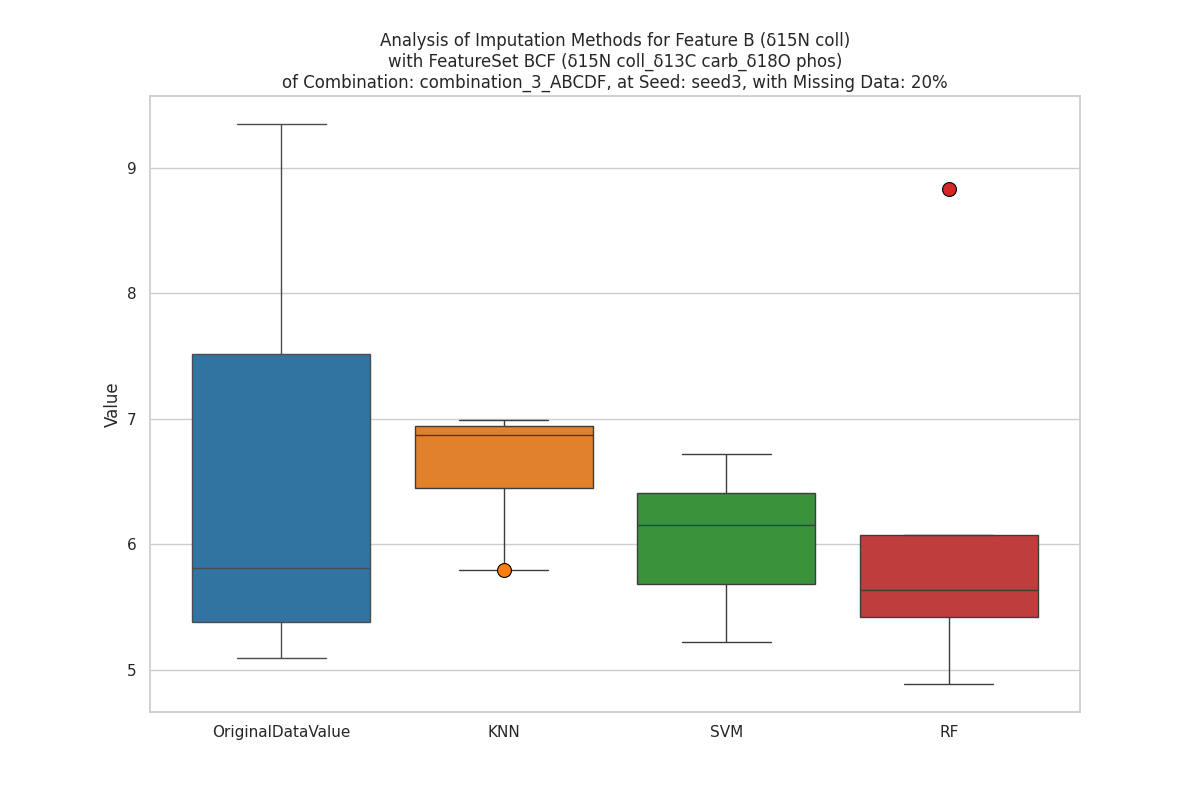 Analysis of Imputation Methods for Feature B (δ15N coll)
with FeatureSet BCF (δ15N coll_δ13C carb_δ18O phos)
of Combination: combination_3_ABCDF, at Seed: seed3, with Missing Data: 20%
9
8
7
6
5
Value
OriginalDataValue
KNN
SVM
RF